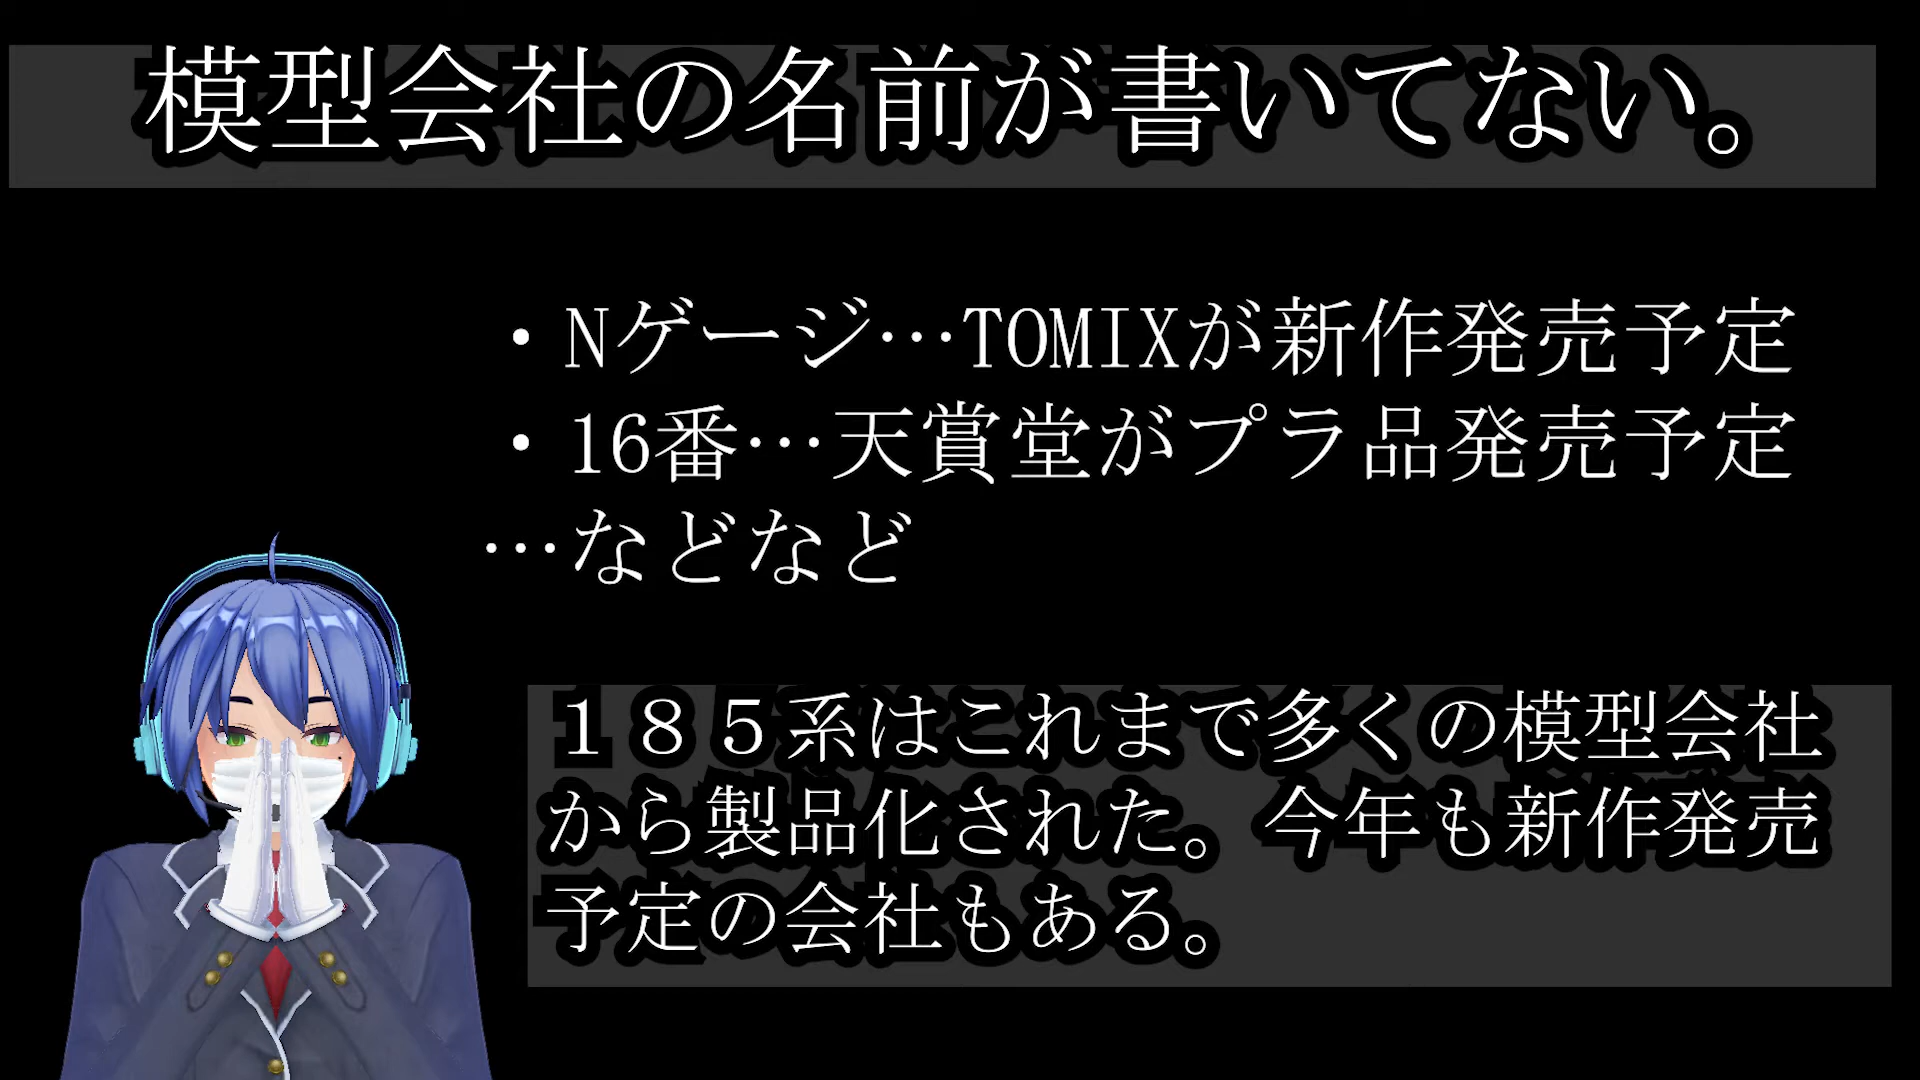 模型会社の名前が書いてない。
・Nゲージ…TOMIXが新作発売予定
・16番…天賞堂がプラ品発売予定
…などなど
１８５系はこれまで多くの模型会社
から製品化された。今年も新作発売
予定の会社もある。